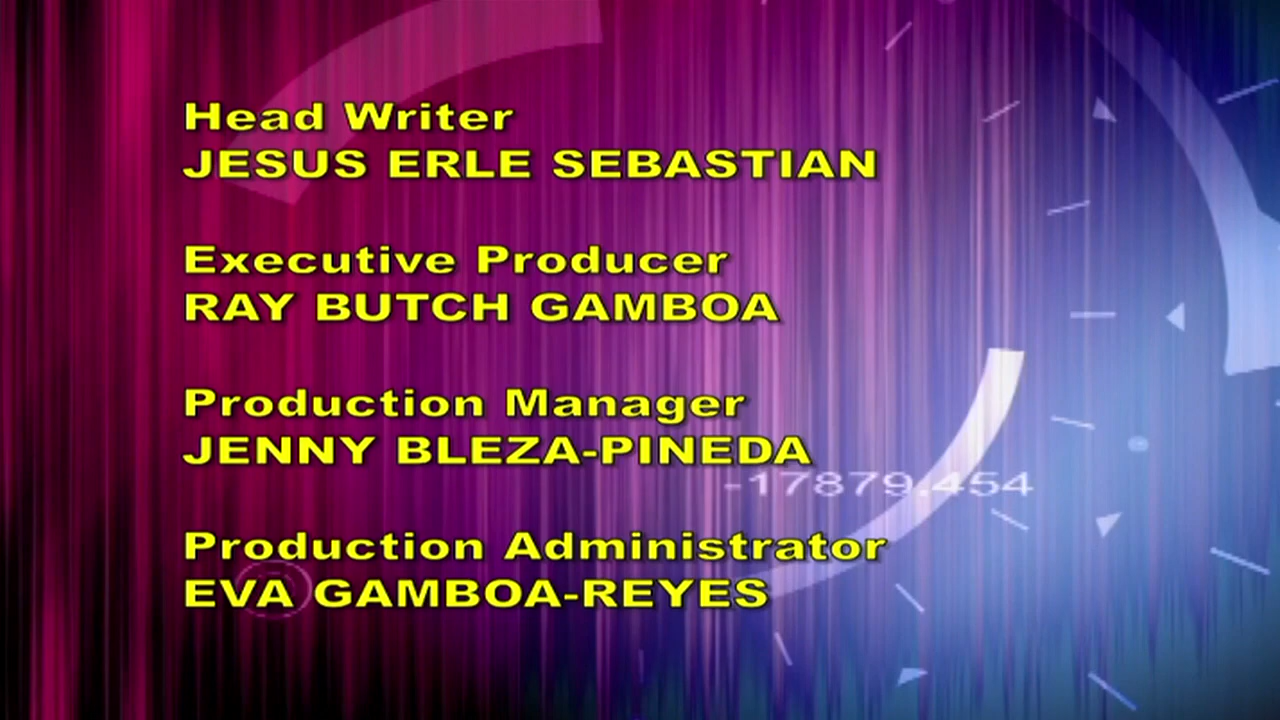 Head Writer
JESUS ERLE SEBASTIAN
Executive Producer
RAY BUTCH GAMBOA
Production Manager
JENNY BLEZA-PINEDA
-17879.454
Production Administrator
EVA GAMBOA-REYES